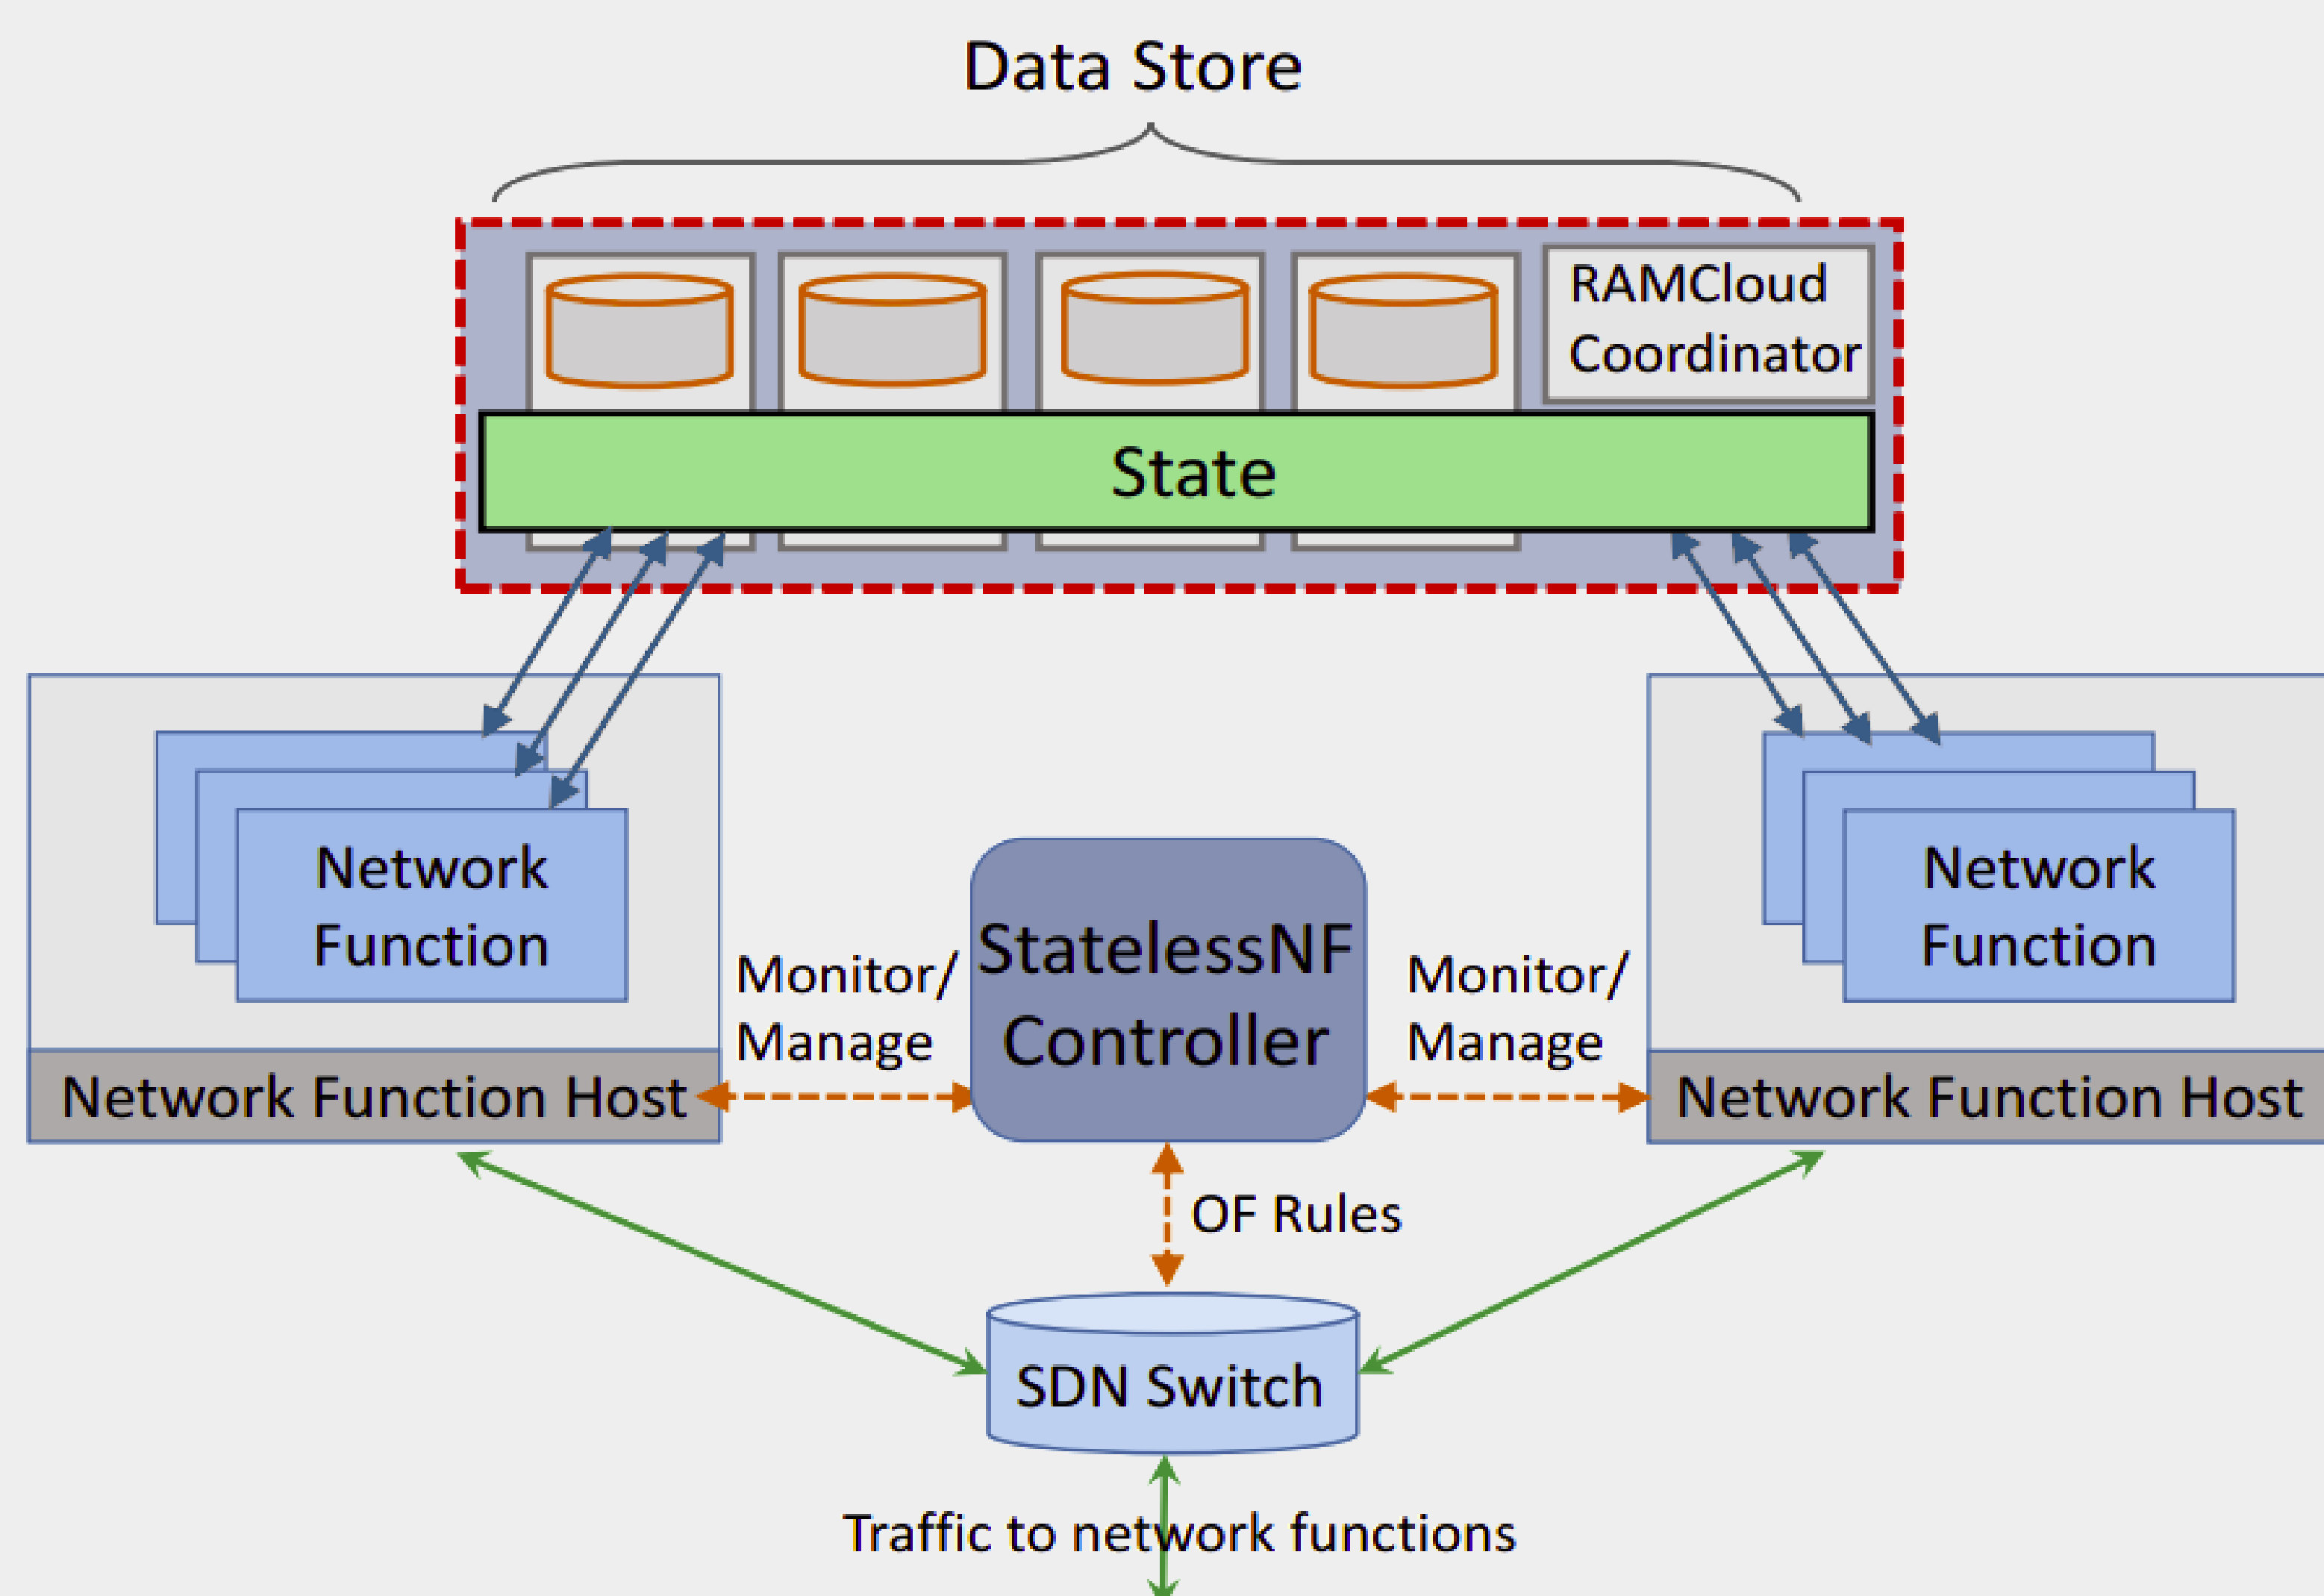 Data Store
RAMCloud
Coordinator
State
Network
Function
Network Function Host
Monitor/
Manage
StatelessNF
Controller
Monitor/
Manage
Network
Function
Network Function Host
OF Rules
SDN Switch
Traffic to network functions